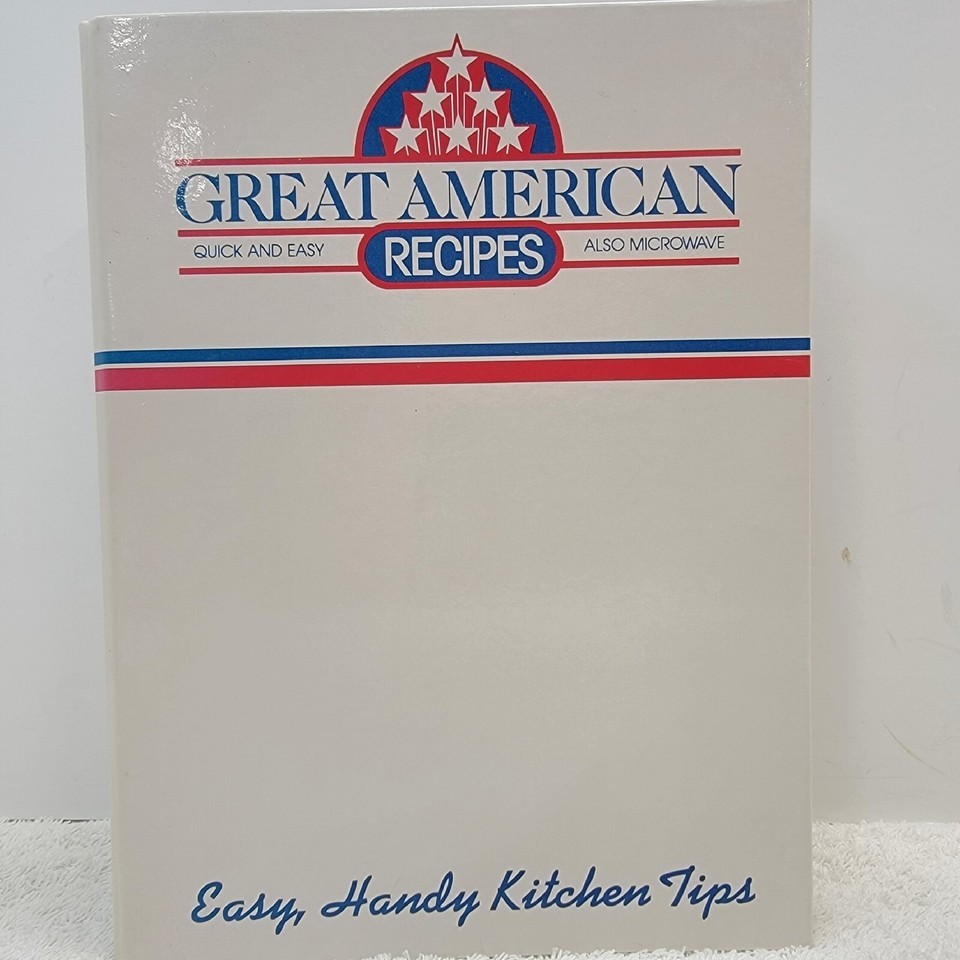 GREAT AMERICAN
QUICK AND EASY RECIPES ALSO MICROWAVE
Easy, Handy Kitchen Tips